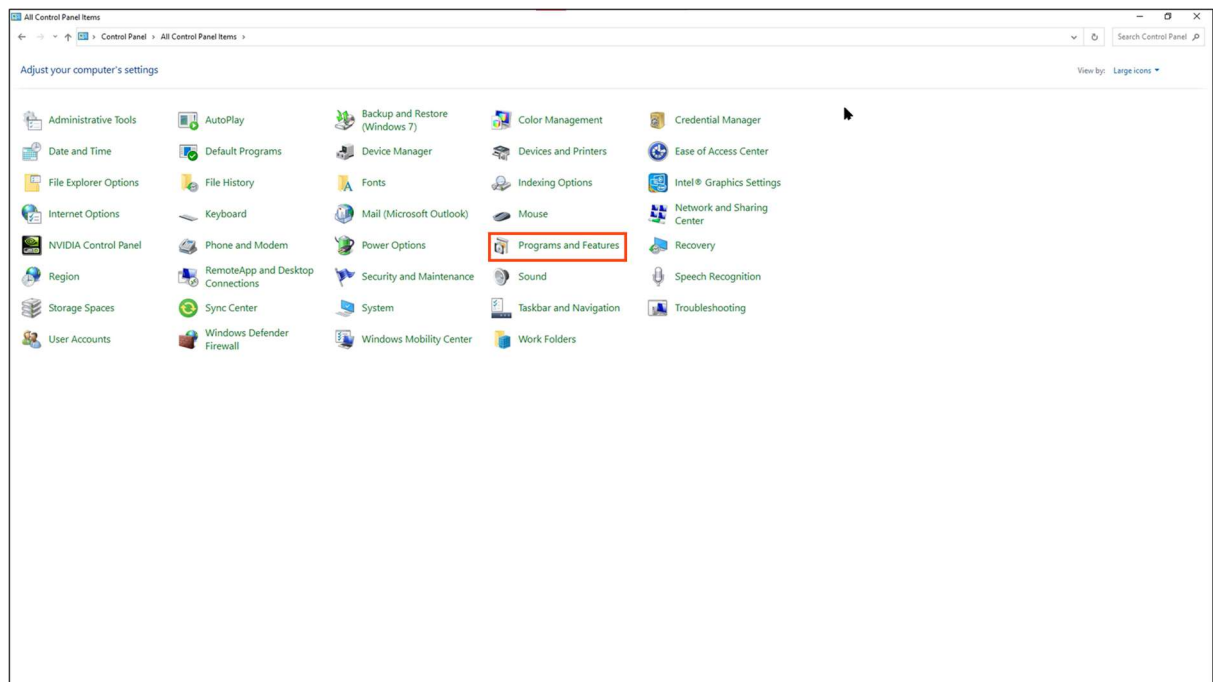 All Control Panel Items
Control Panel > All Control Panel Items >
Search Control Panel
Adjust your computer's settings
View by: Large icons
Administrative Tools
AutoPlay
Backup and Restore
(Windows 7)
Color Management
Credential Manager
Date and Time
Default Programs
Device Manager
Devices and Printers
Ease of Access Center
File Explorer Options
File History
Fonts
Indexing Options
Intel® Graphics Settings
Internet Options
Keyboard
Mail (Microsoft Outlook)
Mouse
Network and Sharing
Center
NVIDIA Control Panel
Phone and Modem
Power Options
Programs and Features
Recovery
Region
RemoteApp and Desktop
Connections
Security and Maintenance
Sound
Speech Recognition
Storage Spaces
Sync Center
System
Taskbar and Navigation
Troubleshooting
User Accounts
Windows Defender
Firewall
Windows Mobility Center
Work Folders